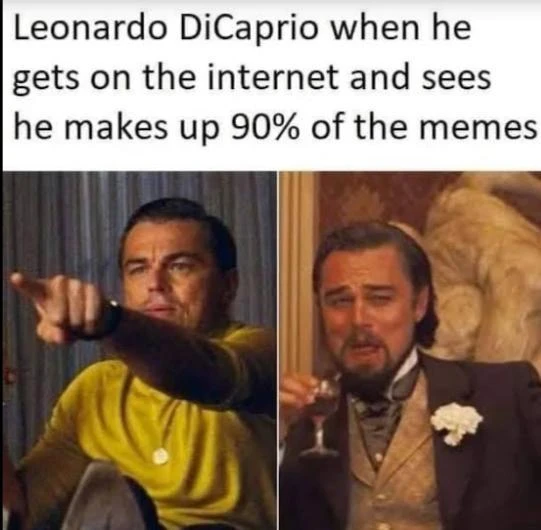 Leonardo DiCaprio when he
gets on the internet and sees
he makes up 90% of the memes